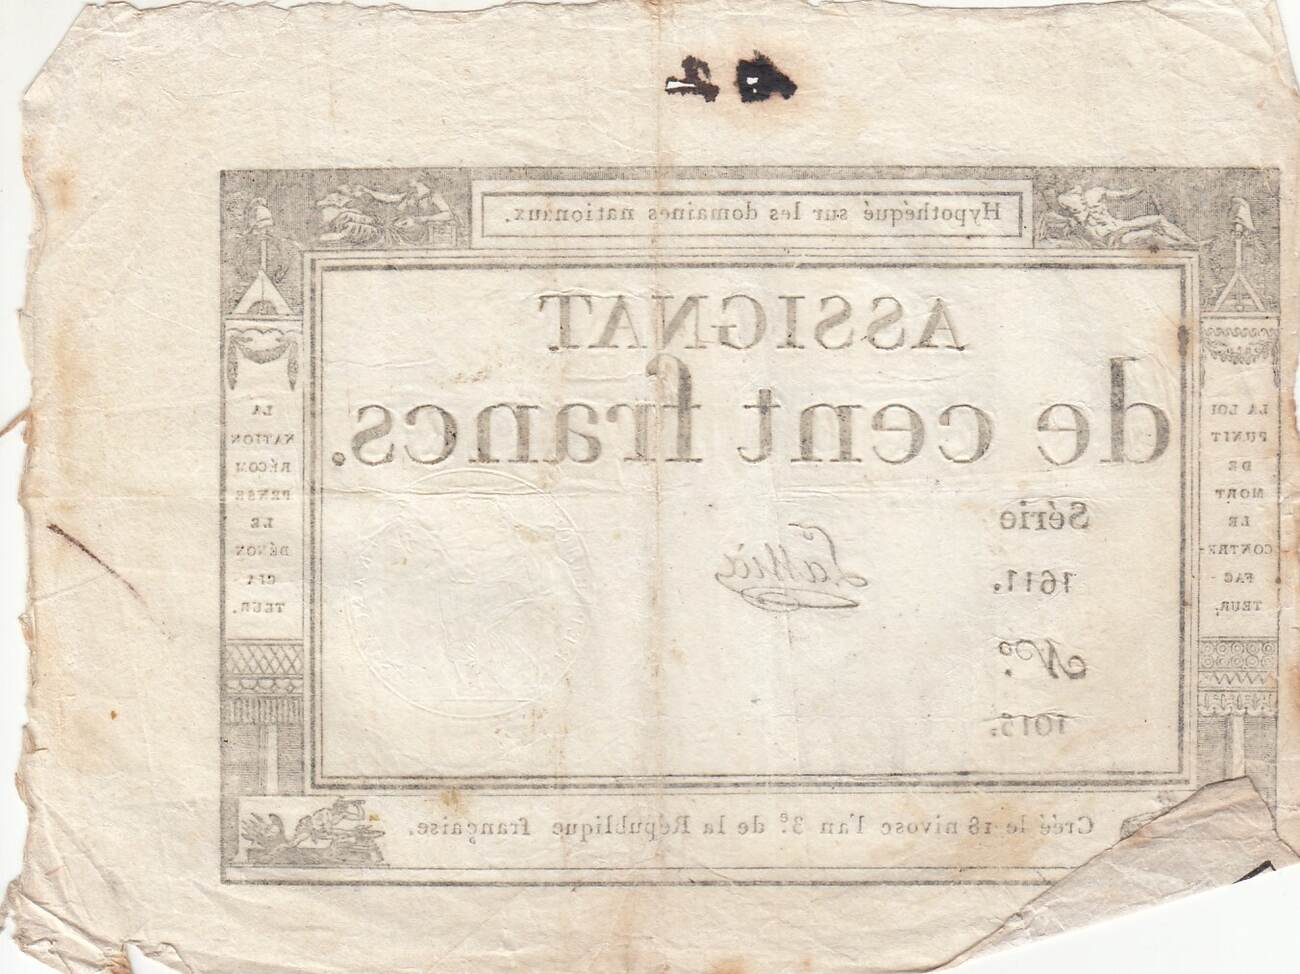 Hypothéqué sur les domaines nationaux.
ASSIGNAT
de cent francs.
LA LOI
PUNIT
DE
MORT
LE
CONTRE-
FAC-
TEUR.
Série
1611.
Nº.
1015.
LA
NATION
RÉCOM
PENSE
LE
DÉNON
CIA-
TEUR.
Créé le 18 nivose l'an 3e. de la République française.